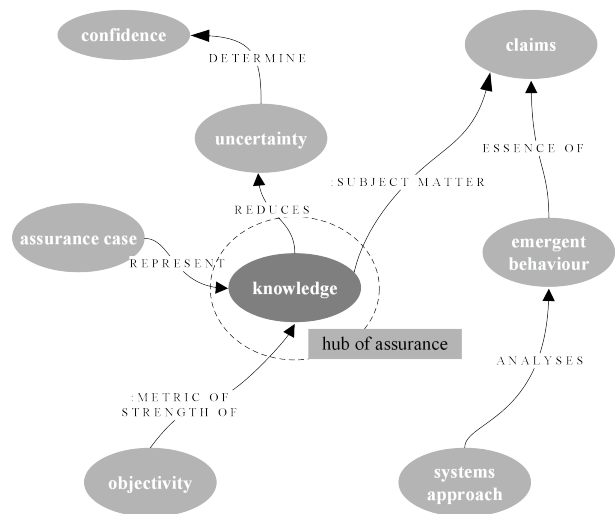 confidence
claims
DETERMINE
uncertainty
ESSENCE OF
:SUBJECT MATTER
REDUCES
assurance case
emergent
behaviour
REPRESENT
knowledge
hub of assurance
ANALYSES
:METRIC OF
STRENGTH OF
objectivity
systems
approach